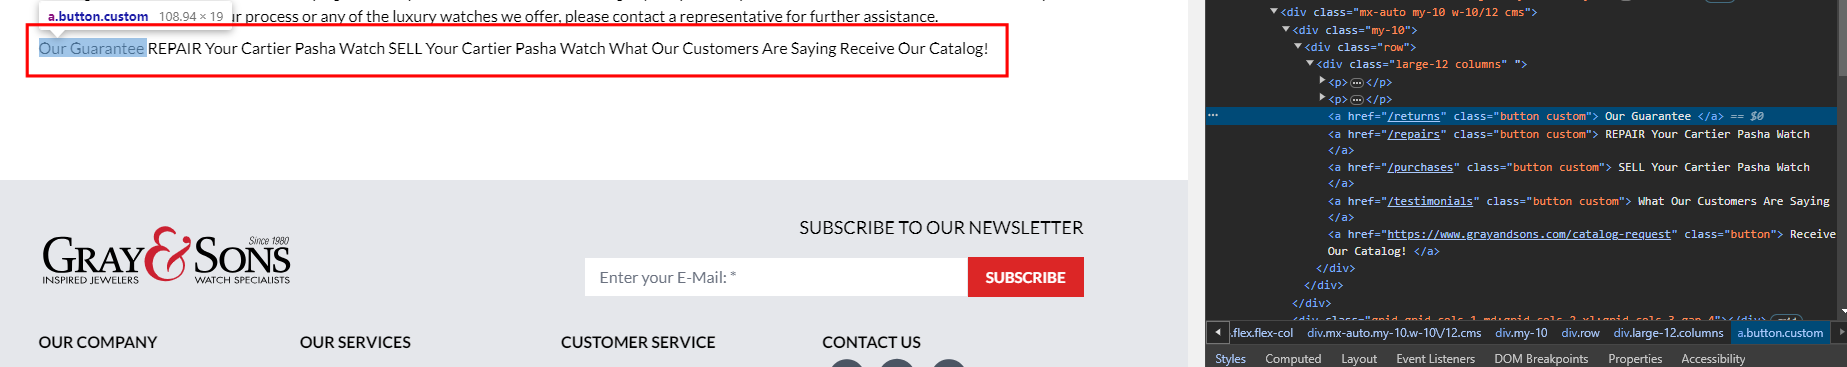 a.button.custom 108.94 × 19
ur process or any of the luxury watches we offer, please contact a representative for further assistance.
Our Guarantee REPAIR Your Cartier Pasha Watch SELL Your Cartier Pasha Watch What Our Customers Are Saying Receive Our Catalog!
GRAY & SONS
Since 1980
INSPIRED JEWELERS WATCH SPECIALISTS
SUBSCRIBE TO OUR NEWSLETTER
Enter your E-Mail: * SUBSCRIBE
OUR COMPANY OUR SERVICES CUSTOMER SERVICE CONTACT US
<div class="mx-auto my-10 w-10/12 cms">
<div class="my-10">
<div class="row">
<div class="large-12 columns" ">
<p>…</p>
<p>…</p>
… <a href="/returns" class="button custom"> Our Guarantee </a> == $0
<a href="/repairs" class="button custom"> REPAIR Your Cartier Pasha Watch
</a>
<a href="/purchases" class="button custom"> SELL Your Cartier Pasha Watch
</a>
<a href="/testimonials" class="button custom"> What Our Customers Are Saying
</a>
<a href="https://www.grayandsons.com/catalog-request" class="button"> Receive
Our Catalog! </a>
</div>
</div>
</div>
.flex.flex-col div.mx-auto.my-10.w-10\/12.cms div.my-10 div.row div.large-12.columns a.button.custom
Styles Computed Layout Event Listeners DOM Breakpoints Properties Accessibility